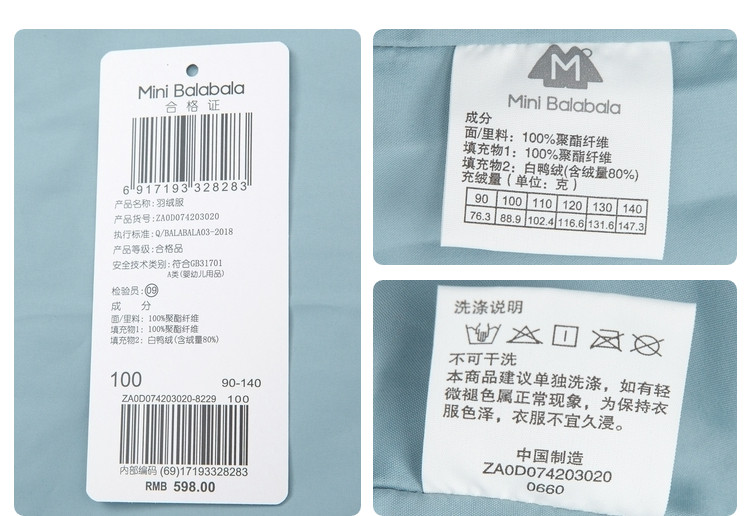 Mini Balabala
合格证
6 917193 328283
产品名称:羽绒服
产品货号:ZA0D074203020
执行标准:Q/BALABALA03-2018
产品等级:合格品
安全技术类别:符合GB31701
A类(婴幼儿用品)
检验员:09
成 分
面/里料: 100%聚酯纤维
填充物1: 100%聚酯纤维
填充物2: 白鸭绒(含绒量80%)
100 90-140
ZA0D074203020-8229 100
内部编码 (69)17193328283
RMB 598.00
M
Mini Balabala
成分
面/里料: 100%聚酯纤维
填充物1: 100%聚酯纤维
填充物2: 白鸭绒(含绒量80%)
充绒量(单位: 克)
90 100 110 120 130 140
76.3 88.9 102.4 116.6 131.6 147.3
洗涤说明
不可干洗
本商品建议单独洗涤，如有轻
微褪色属正常现象，为保持衣
服色泽，衣服不宜久浸。
中国制造
ZA0D074203020
0660